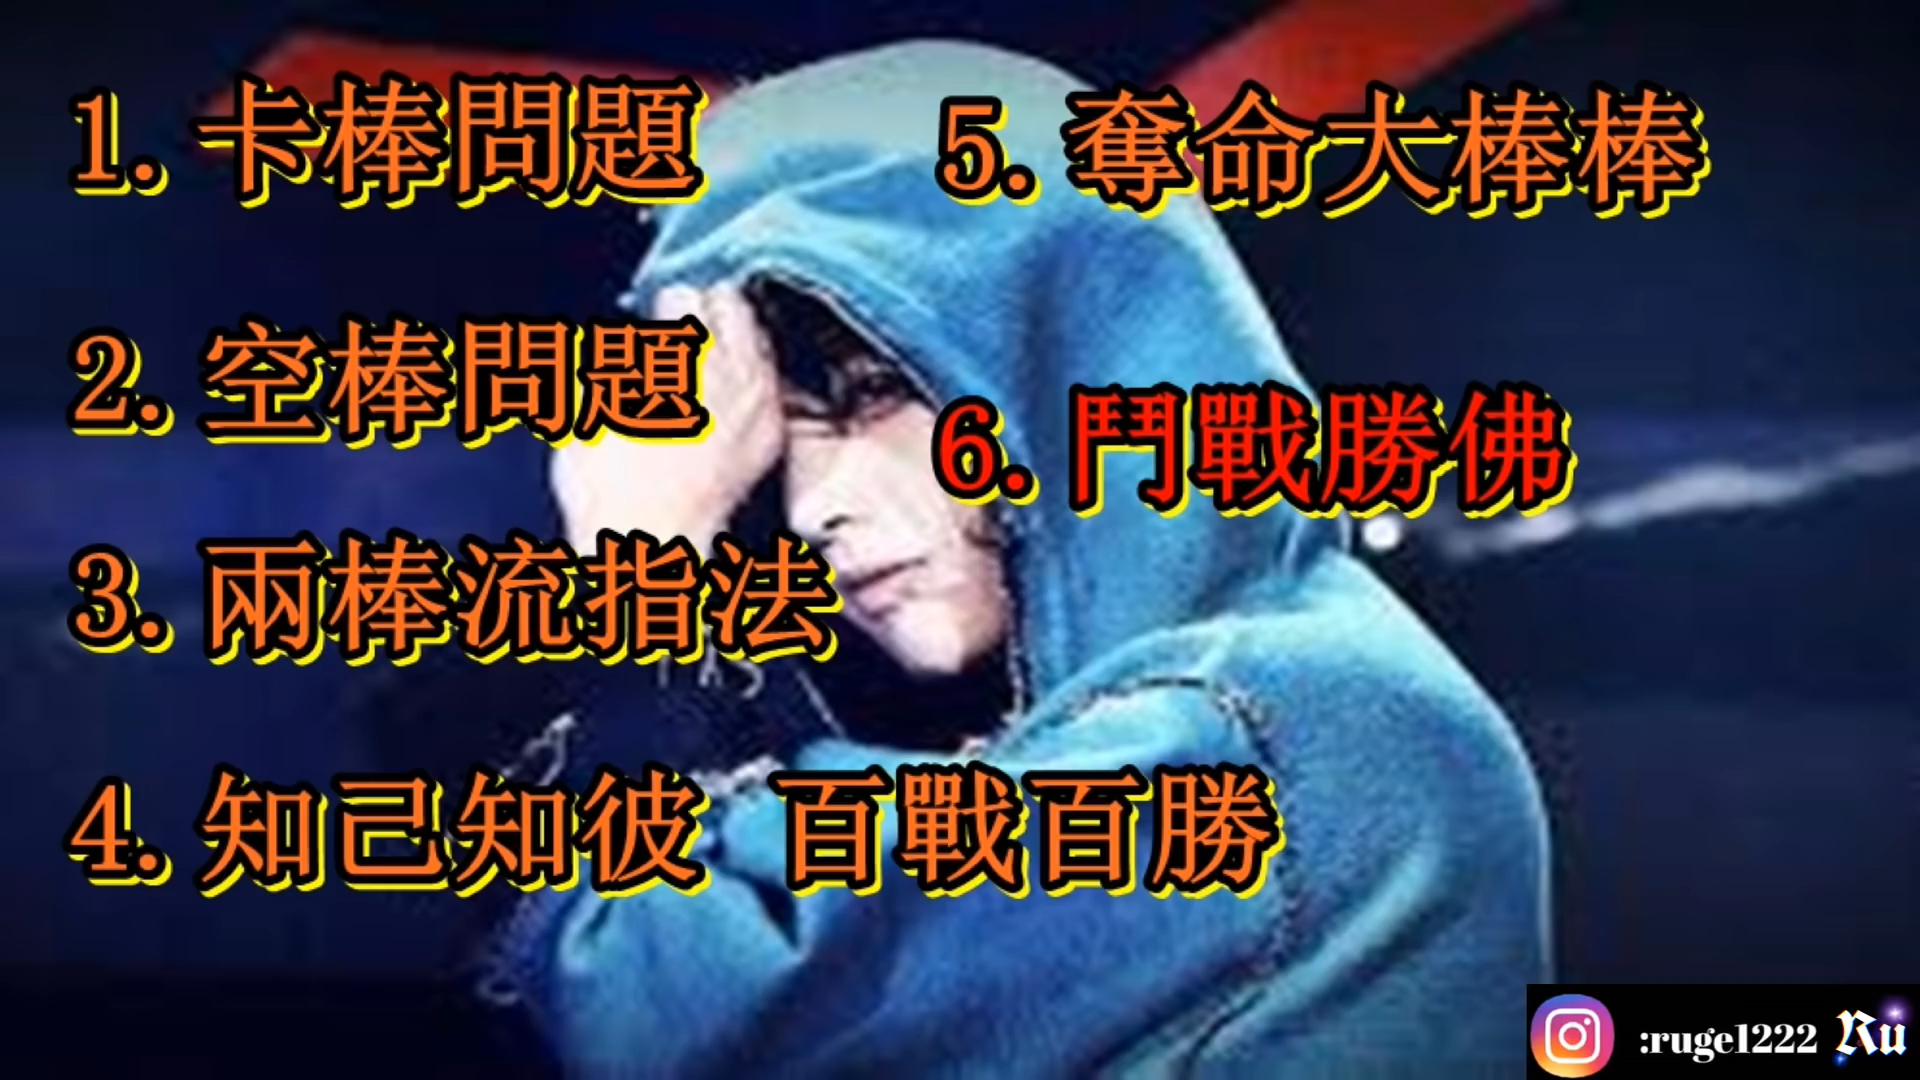 1. 卡棒問題
2. 空棒問題
3. 兩棒流指法
4. 知己知彼 百戰百勝
5. 奪命大棒棒
6. 鬥戰勝佛
:ruge1222 Ru